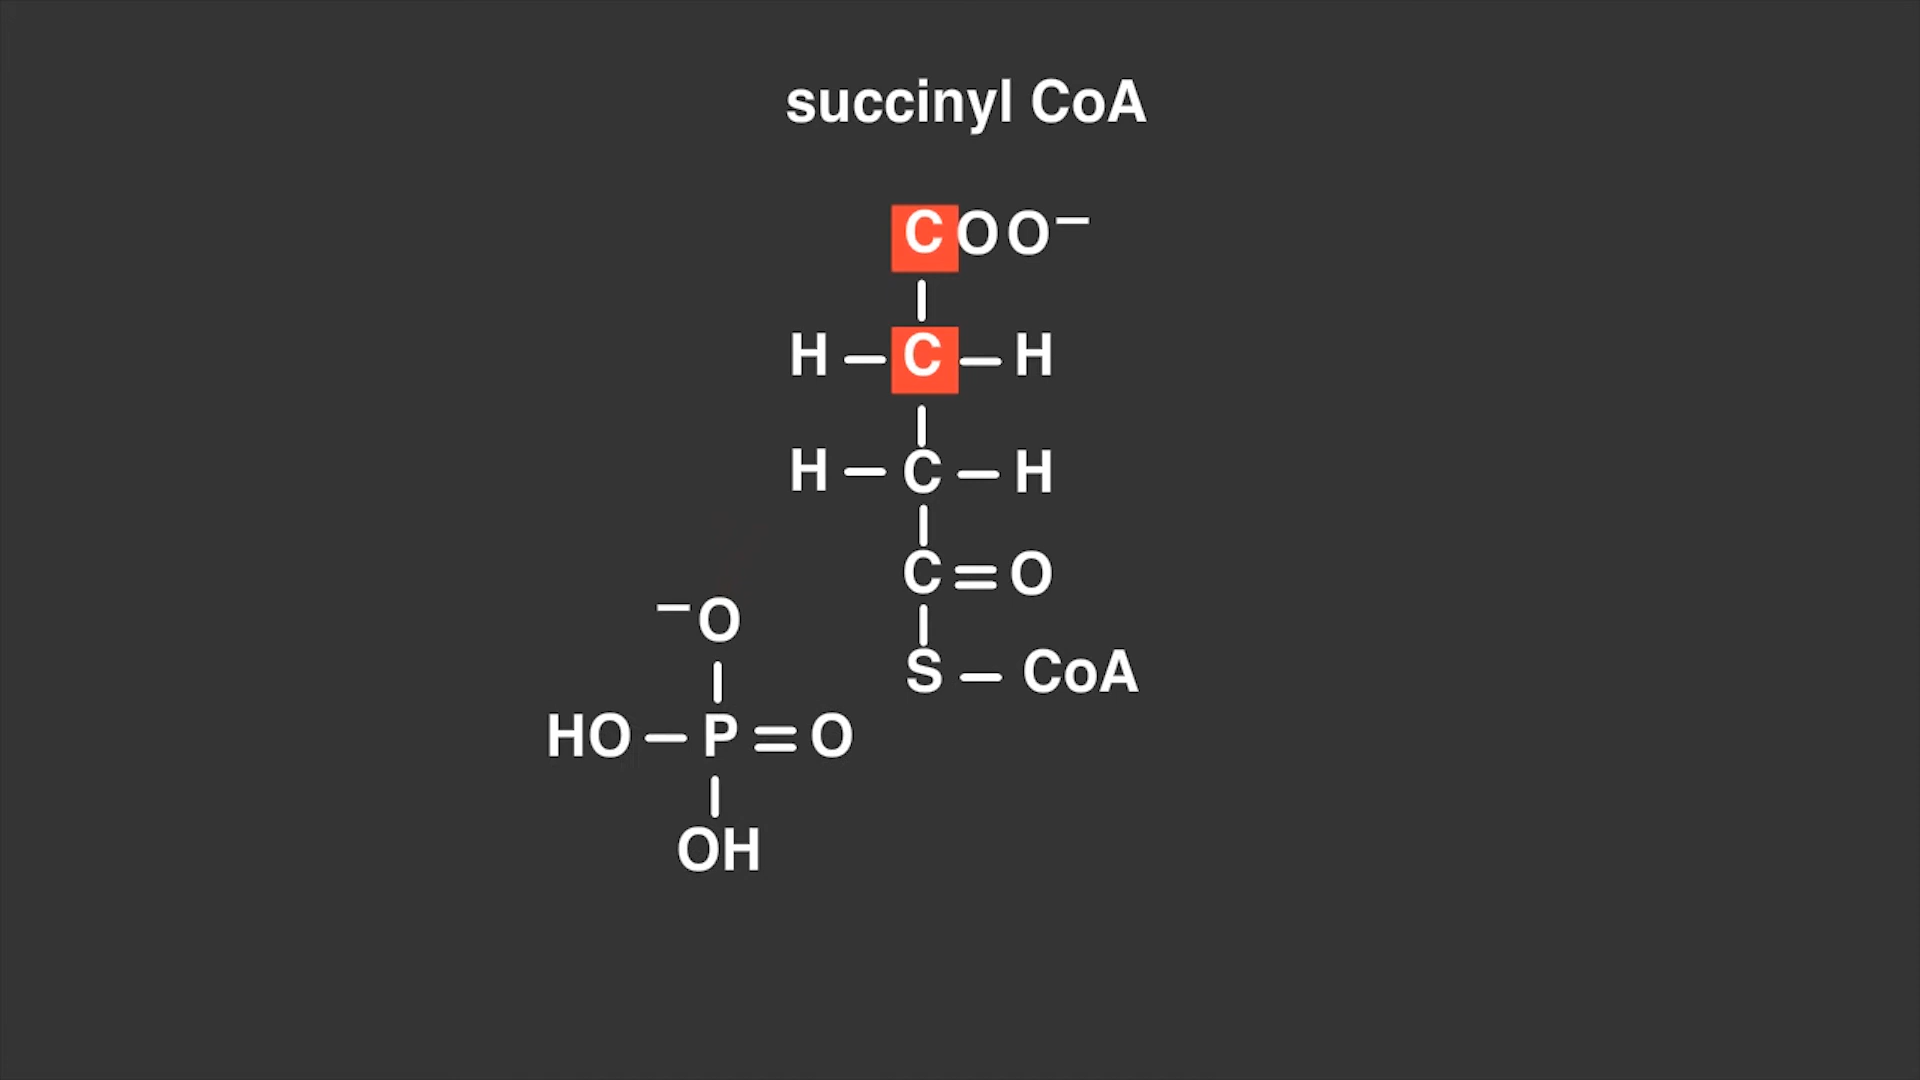 succinyl CoA
COO⁻
H—C—H
H—C—H
C=O
⁻O
S — CoA
HO—P=O
OH